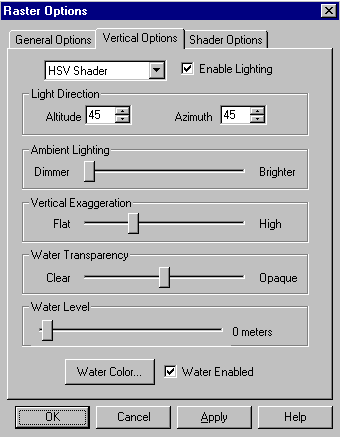 Raster Options
General Options Vertical Options Shader Options
HSV Shader Enable Lighting
Light Direction
Altitude 45 Azimuth 45
Ambient Lighting
Dimmer Brighter
Vertical Exaggeration
Flat High
Water Transparency
Clear Opaque
Water Level
0 meters
Water Color... Water Enabled
OK Cancel Apply Help